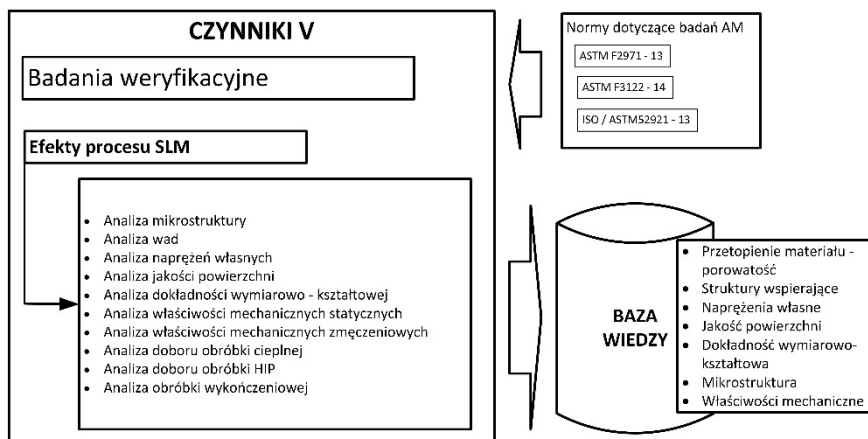 CZYNNIKI V
Badania weryfikacyjne
Efekty procesu SLM
• Analiza mikrostruktury
• Analiza wad
• Analiza naprężeń własnych
• Analiza jakości powierzchni
• Analiza dokładności wymiarowo - kształtowej
• Analiza właściwości mechanicznych statycznych
• Analiza właściwości mechanicznych zmęczeniowych
• Analiza doboru obróbki cieplnej
• Analiza doboru obróbki HIP
• Analiza obróbki wykończeniowej
Normy dotyczące badań AM
ASTM F2971 - 13
ASTM F3122 - 14
ISO / ASTM52921 - 13
BAZA
WIEDZY
• Przetopienie materiału -
porowatość
• Struktury wspierające
• Naprężenia własne
• Jakość powierzchni
• Dokładność wymiarowo-
kształtowa
• Mikrostruktura
• Właściwości mechaniczne